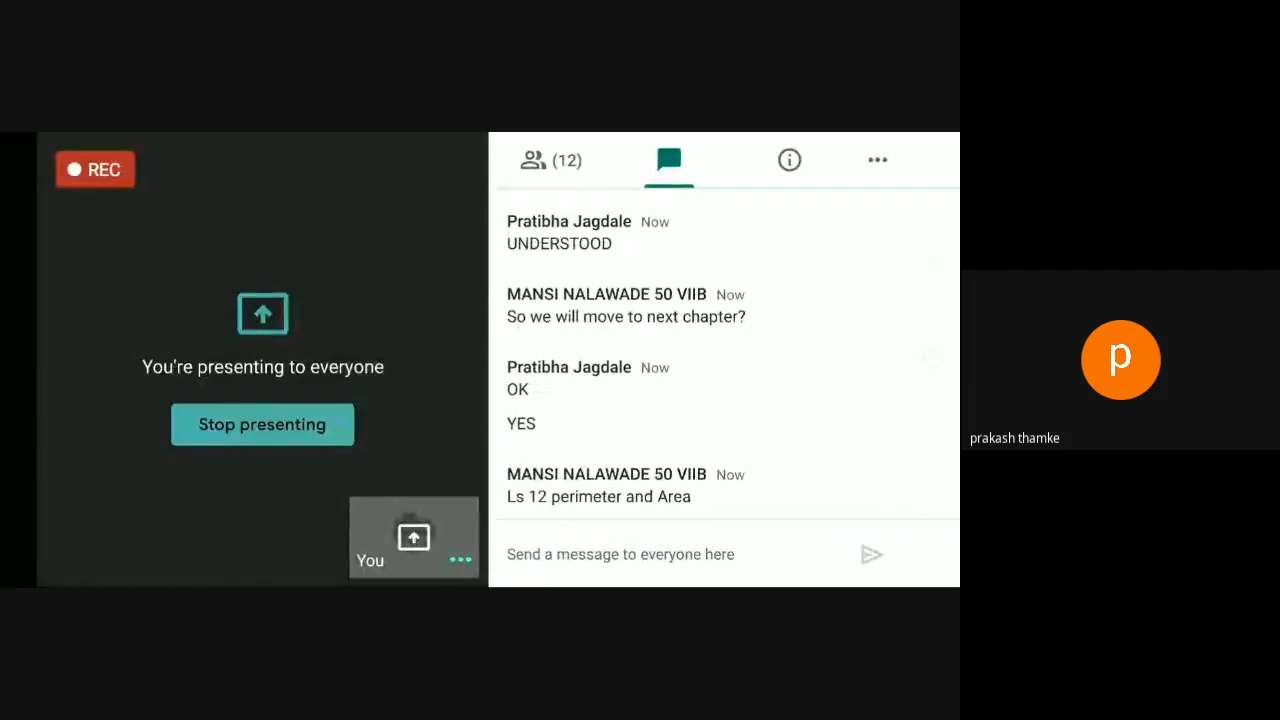 REC
You're presenting to everyone
Stop presenting
You
(12)
Pratibha Jagdale Now
UNDERSTOOD
MANSI NALAWADE 50 VIIB Now
So we will move to next chapter?
Pratibha Jagdale Now
OK
YES
MANSI NALAWADE 50 VIIB Now
Ls 12 perimeter and Area
Send a message to everyone here
p
prakash thamke